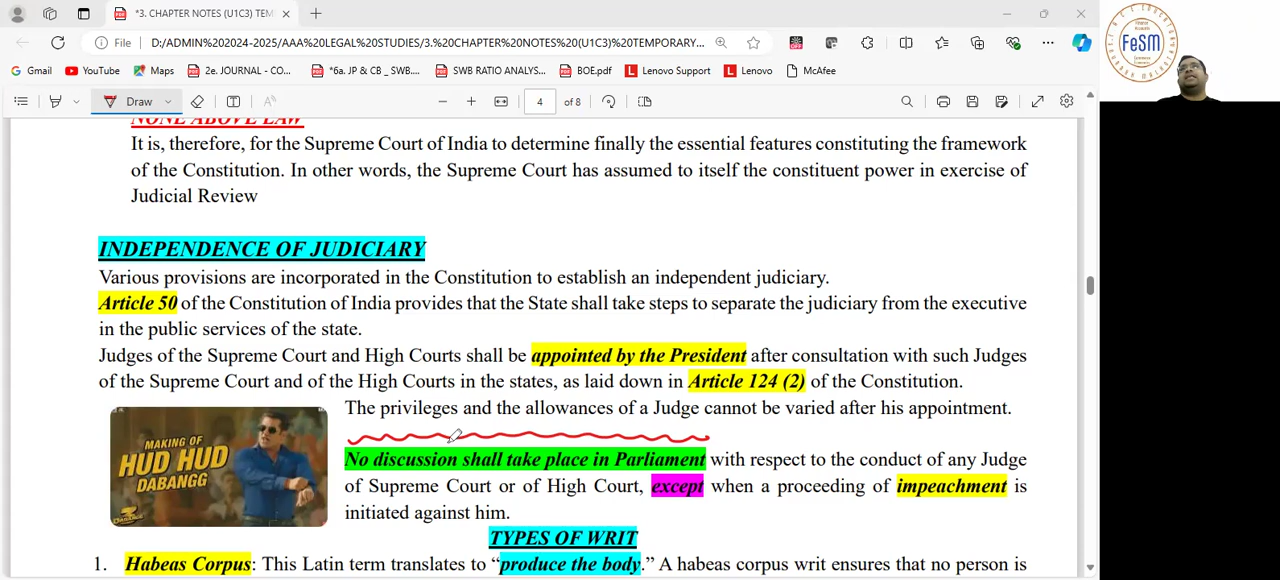 *3. CHAPTER NOTES (U1C3) TEM
File
D:/ADMIN%202024-2025/AAA%20LEGAL%20STUDIES/3.%20CHAPTER%20NOTES%20(U1C3)%20TEMPORARY...
Gmail YouTube Maps 2e. JOURNAL - CO... *6a. JP & CB _ SWB.... SWB RATIO ANALYS... BOE.pdf Lenovo Support Lenovo McAfee
Draw 4 of 8
FeSM
NONE ABOVE LAW
It is, therefore, for the Supreme Court of India to determine finally the essential features constituting the framework
of the Constitution. In other words, the Supreme Court has assumed to itself the constituent power in exercise of
Judicial Review
INDEPENDENCE OF JUDICIARY
Various provisions are incorporated in the Constitution to establish an independent judiciary.
Article 50 of the Constitution of India provides that the State shall take steps to separate the judiciary from the executive
in the public services of the state.
Judges of the Supreme Court and High Courts shall be appointed by the President after consultation with such Judges
of the Supreme Court and of the High Courts in the states, as laid down in Article 124 (2) of the Constitution.
The privileges and the allowances of a Judge cannot be varied after his appointment.
MAKING OF
HUD HUD
DABANGG
No discussion shall take place in Parliament with respect to the conduct of any Judge
of Supreme Court or of High Court, except when a proceeding of impeachment is
initiated against him.
TYPES OF WRIT
1. Habeas Corpus: This Latin term translates to “produce the body.” A habeas corpus writ ensures that no person is